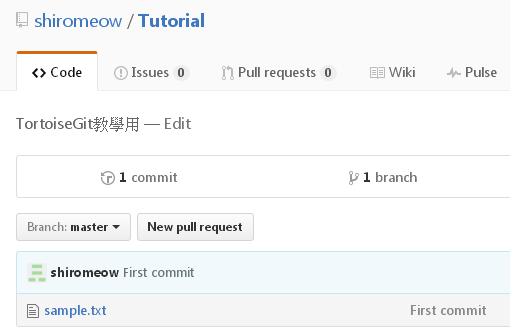 shiromeow / Tutorial
Code Issues 0 Pull requests 0 Wiki Pulse
TortoiseGit教學用 — Edit
1 commit 1 branch
Branch: master New pull request
shiromeow First commit
sample.txt First commit